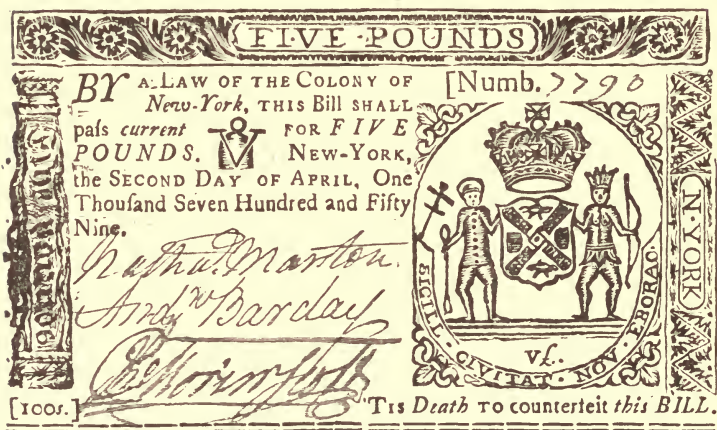 FIVE · POUNDS
BY A LAW OF THE COLONY OF
New-York, THIS Bill SHALL
paſs current V FOR FIVE
POUNDS. NEW-YORK,
the SECOND DAY OF APRIL, One
Thouſand Seven Hundred and Fifty
Nine.
[Numb. 7790
Nathal. Marston.
Andw Barclay
[100s.]
SIGILL · CIVITAT · NOV · EBORAC.
V£.
N·YORK
'TIS Death TO counterfeit this BILL.